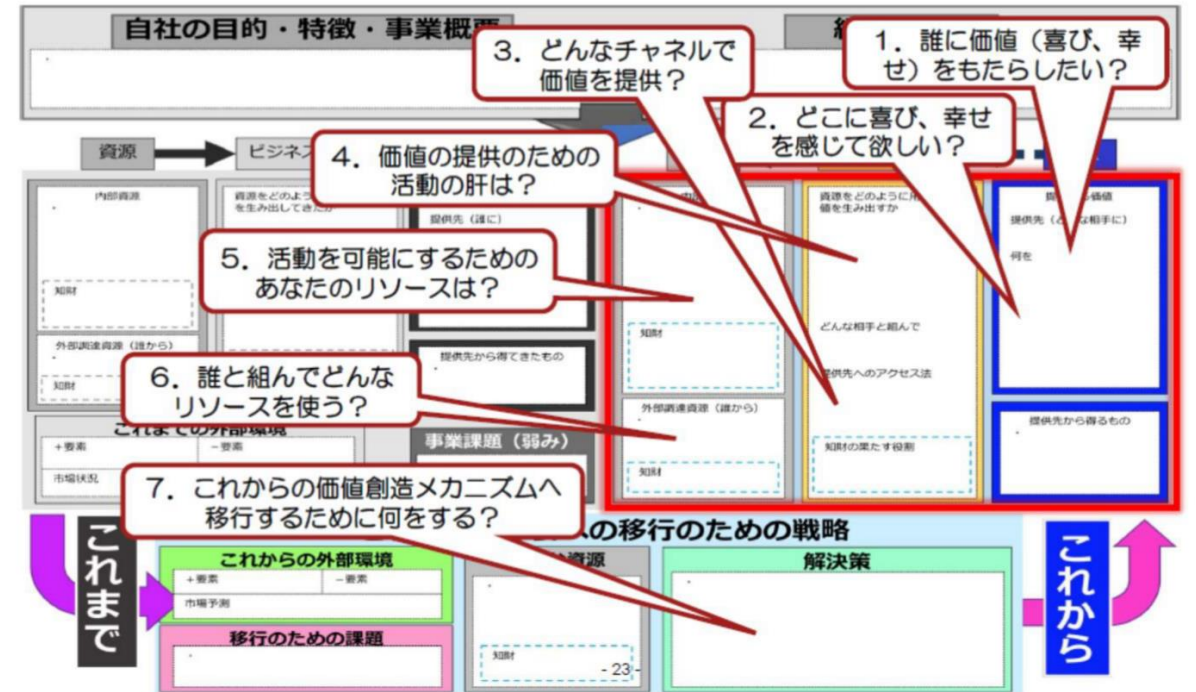 自社の目的・特徴・事業概要
1．誰に価値（喜び、幸
せ）をもたらしたい？
3．どんなチャネルで
価値を提供？
2．どこに喜び、幸せ
を感じて欲しい？
4．価値の提供のための
活動の肝は？
5．活動を可能にするための
あなたのリソースは？
6．誰と組んでどんな
リソースを使う？
7．これからの価値創造メカニズムへ
移行するために何をする？
資源
ビジネス
内部資源
知財
外部調達資源（誰から）
知財
資源をどのよう
を生み出してきたか
提供先（誰に）
提供先から得てきたもの
これまでの外部環境
+要素
-要素
市場状況
事業課題（弱み）
知財
外部調達資源（誰から）
知財
資源をどのように用
値を生み出すか
どんな相手と組んで
提供先へのアクセス法
知財の果たす役割
価値
提供先（どんな相手に）
何を
提供先から得るもの
これまで
の移行のための戦略
これからの外部環境
+要素
-要素
市場予測
移行のための課題
資源
知財
解決策
これから
- 23 -